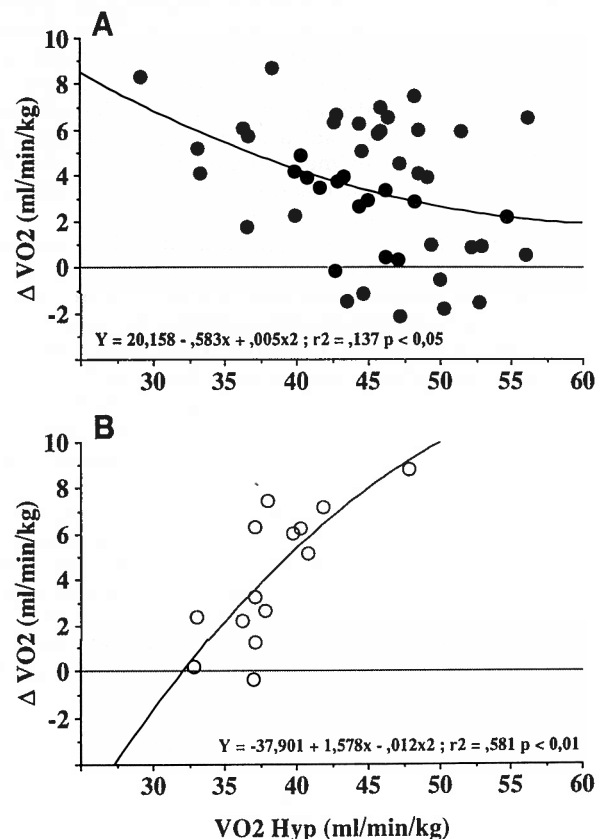 A
Δ VO2 (ml/min/kg)
10
8
6
4
2
0
-2
Y = 20,158 - ,583x + ,005x2 ; r2 = ,137 p < 0,05
30 35 40 45 50 55 60
B
Δ VO2 (ml/min/kg)
10
8
6
4
2
0
-2
Y = -37,901 + 1,578x - ,012x2 ; r2 = ,581 p < 0,01
30 35 40 45 50 55 60
VO2 Hyp (ml/min/kg)